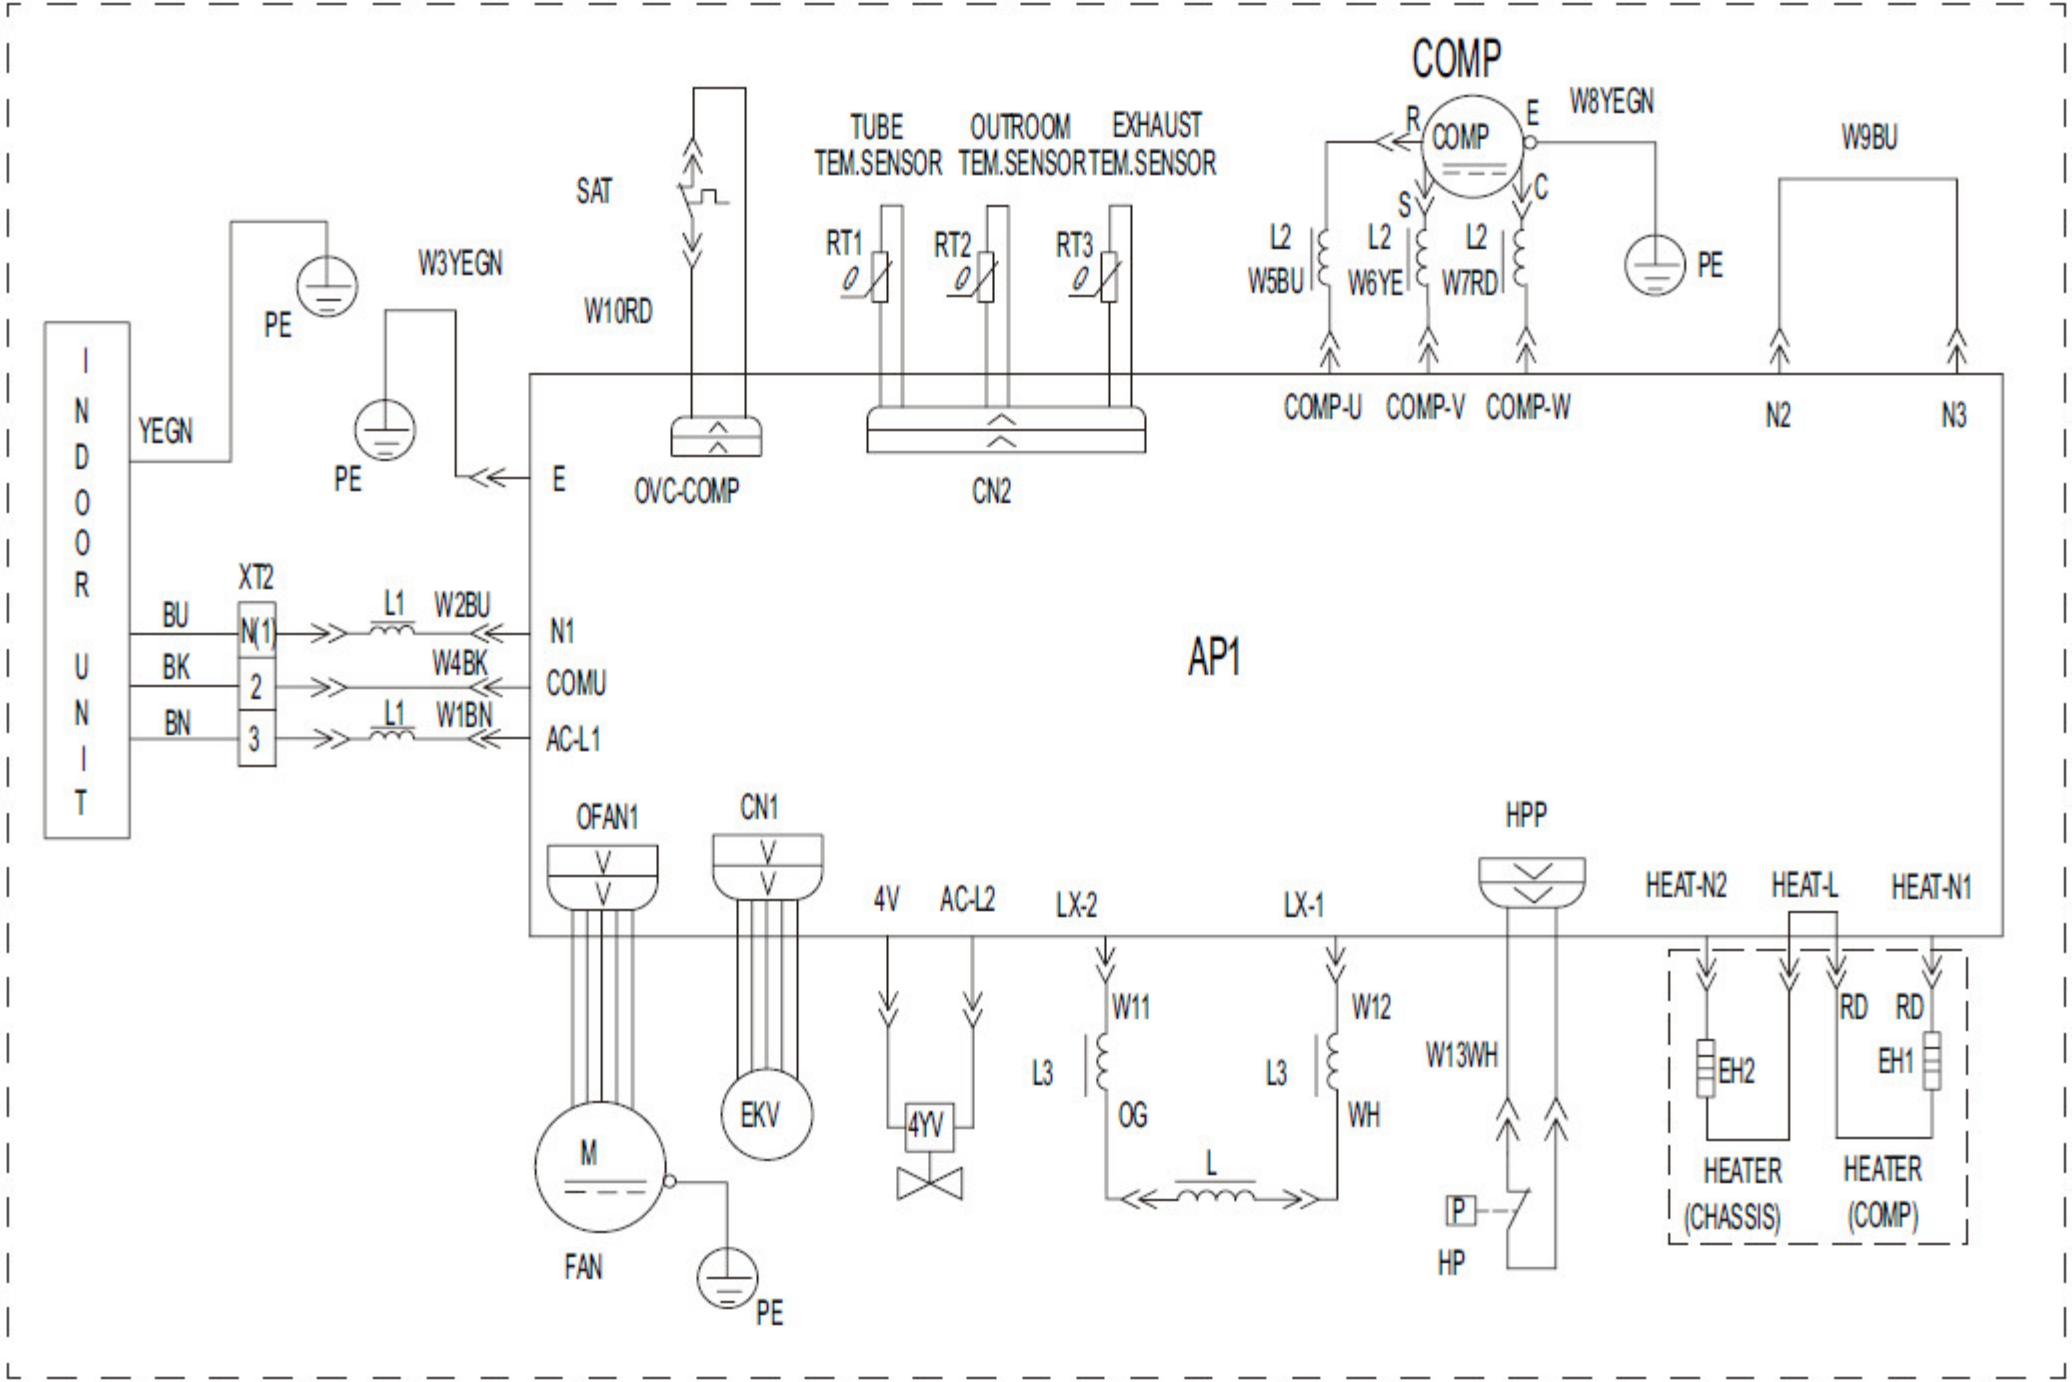 COMP
R
COMP
E
W8YEGN
W9BU
TUBE
TEM.SENSOR
OUTROOM
TEM.SENSOR
EXHAUST
TEM.SENSOR
SAT
S
C
RT1
RT2
RT3
L2
W5BU
L2
W6YE
L2
W7RD
PE
W3YEGN
W10RD
PE
INDOOR UNIT
YEGN
PE
E
OVC-COMP
CN2
COMP-U
COMP-V
COMP-W
N2
N3
XT2
BU
N(1)
L1
W2BU
N1
BK
2
W4BK
COMU
BN
3
L1
W1BN
AC-L1
AP1
OFAN1
CN1
4V
AC-L2
LX-2
LX-1
HPP
HEAT-N2
HEAT-L
HEAT-N1
W11
W12
RD
RD
L3
L3
W13WH
EH2
EH1
M
EKV
4YV
OG
WH
L
P
HP
HEATER
(CHASSIS)
HEATER
(COMP)
FAN
PE